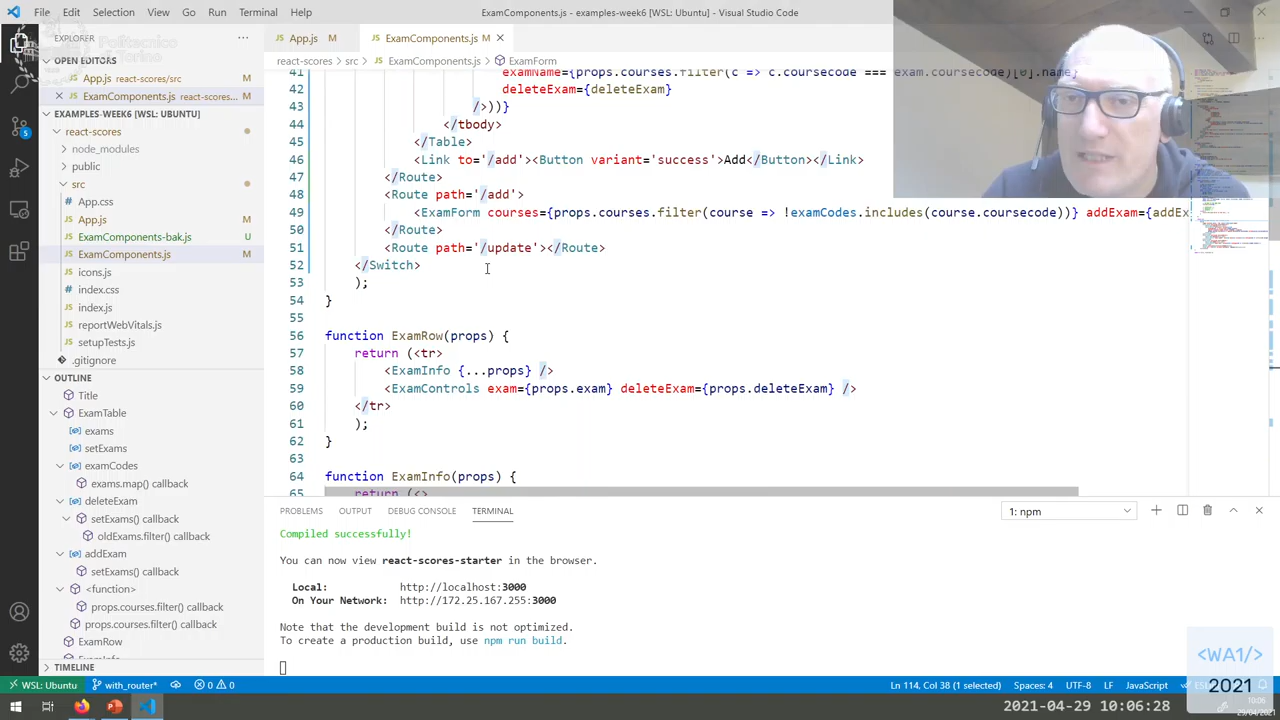 File Edit Selection View Go Run Terminal Help
ExamComponents.js - examples-week6 [WSL: Ubuntu] - Visual Studio Code
Politecnico
EXPLORER
OPEN EDITORS
App.js react-scores/src M
ExamComponents.js react-scores... M
EXAMPLES-WEEK6 [WSL: UBUNTU]
react-scores
node_modules
public
src
App.css
App.js M
ExamComponents-bak.js U
ExamComponents.js M
icons.js
index.css
index.js
reportWebVitals.js
setupTests.js
.gitignore
OUTLINE
Title
ExamTable
exams
setExams
examCodes
exams.map() callback
deleteExam
setExams() callback
oldExams.filter() callback
addExam
setExams() callback
<function>
props.courses.filter() callback
props.courses.filter() callback
ExamRow
TIMELINE
App.js M
ExamComponents.js M
react-scores > src > ExamComponents.js > ExamForm
41 examName={props.courses.filter(c => c.coursecode === exam.coursecode)[0].name}
42 deleteExam={deleteExam}
43 />))}
44 </tbody>
45 </Table>
46 <Link to='/add'><Button variant='success'>Add</Button></Link>
47 </Route>
48 <Route path='/add'>
49 <ExamForm courses={props.courses.filter(course => !examCodes.includes(course.coursecode))} addExam={addEx
50 </Route>
51 <Route path='/update'></Route>
52 </Switch>
53 );
54 }
55
56 function ExamRow(props) {
57 return (<tr>
58 <ExamInfo {...props} />
59 <ExamControls exam={props.exam} deleteExam={props.deleteExam} />
60 </tr>
61 );
62 }
63
64 function ExamInfo(props) {
65 return (<>
PROBLEMS OUTPUT DEBUG CONSOLE TERMINAL
1: npm
Compiled successfully!
You can now view react-scores-starter in the browser.
Local: http://localhost:3000
On Your Network: http://172.25.167.255:3000
Note that the development build is not optimized.
To create a production build, use npm run build.
<WA1/>
2021
5
WSL: Ubuntu with_router* 0 0
Ln 114, Col 38 (1 selected) Spaces: 4 UTF-8 LF JavaScript
2021-04-29 10:06:28
10:06
29/04/2021